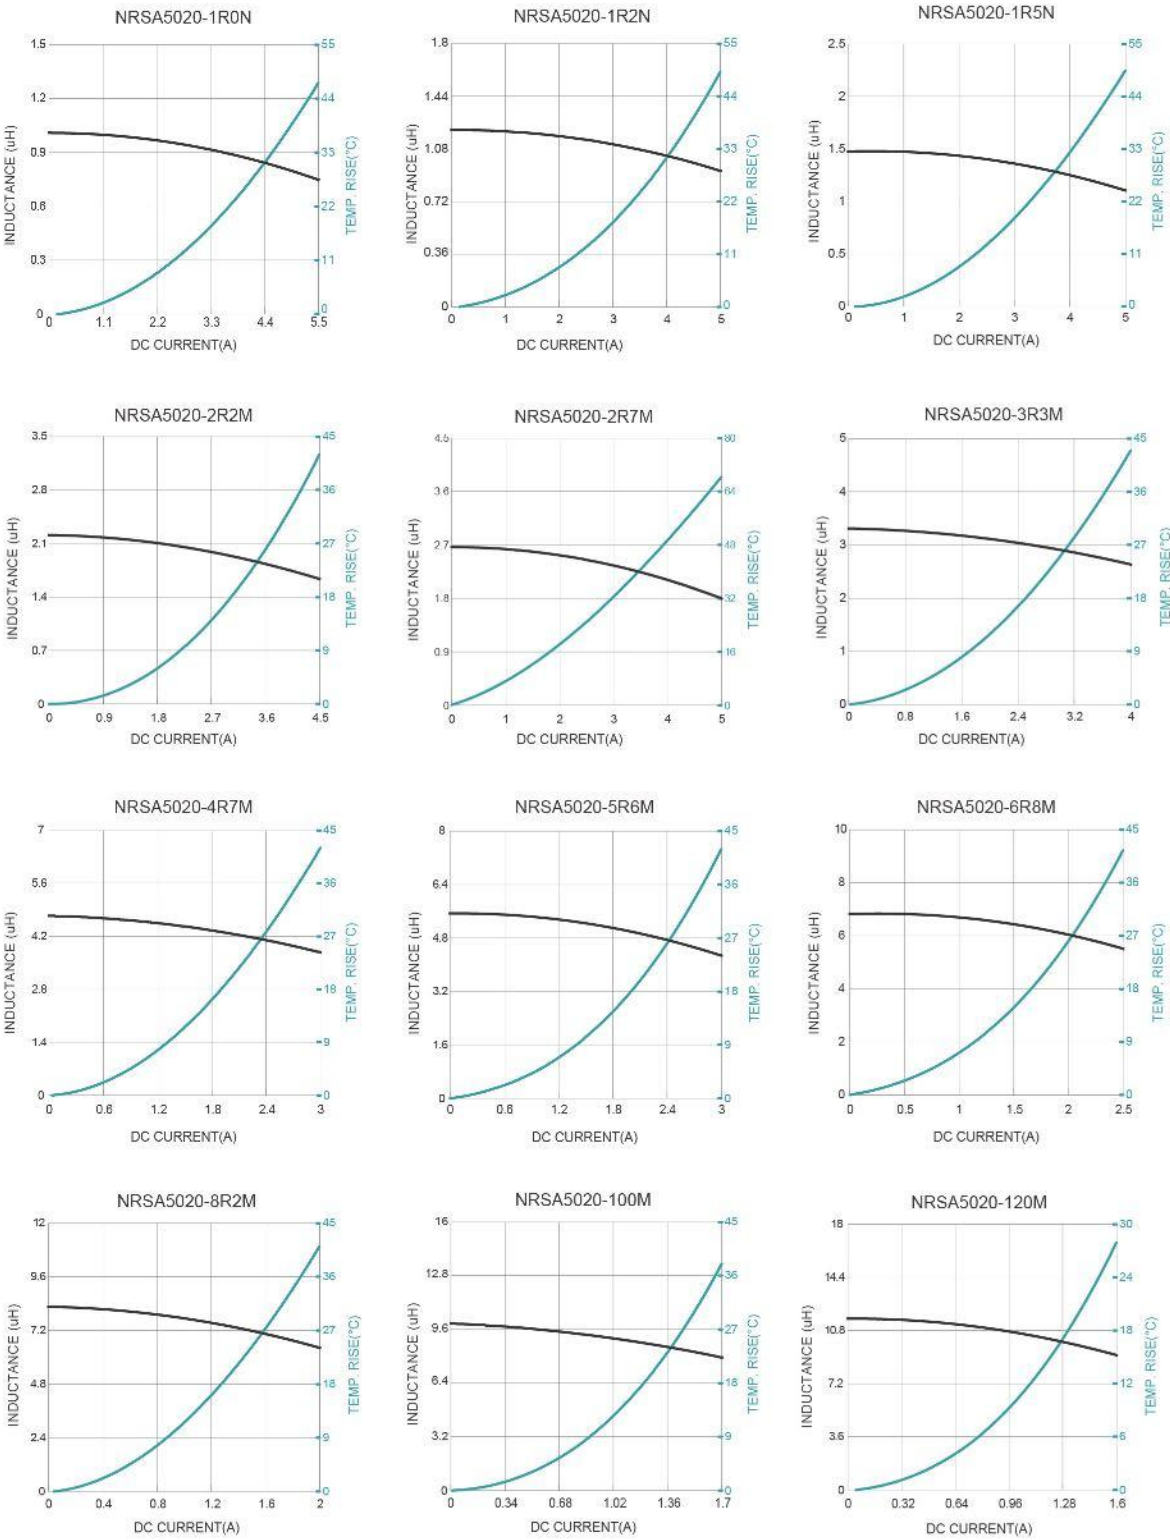 NRSA5020-1R0N
NRSA5020-1R2N
NRSA5020-1R5N
1.5
1.2
0.9
0.6
0.3
0
INDUCTANCE (uH)
55
44
33
22
11
0
TEMP. RISE(°C)
0 1.1 2.2 3.3 4.4 5.5
DC CURRENT(A)
1.8
1.44
1.08
0.72
0.36
0
INDUCTANCE (uH)
55
44
33
22
11
0
TEMP. RISE(°C)
0 1 2 3 4 5
DC CURRENT(A)
2.5
2
1.5
1
0.5
0
INDUCTANCE (uH)
55
44
33
22
11
0
TEMP. RISE(°C)
0 1 2 3 4 5
DC CURRENT(A)
NRSA5020-2R2M
NRSA5020-2R7M
NRSA5020-3R3M
3.5
2.8
2.1
1.4
0.7
0
INDUCTANCE (uH)
45
36
27
18
9
0
TEMP. RISE(°C)
0 0.9 1.8 2.7 3.6 4.5
DC CURRENT(A)
4.5
3.6
2.7
1.8
0.9
0
INDUCTANCE (uH)
80
64
48
32
16
0
TEMP. RISE(°C)
0 1 2 3 4 5
DC CURRENT(A)
5
4
3
2
1
0
INDUCTANCE (uH)
45
36
27
18
9
0
TEMP. RISE(°C)
0 0.8 1.6 2.4 3.2 4
DC CURRENT(A)
NRSA5020-4R7M
NRSA5020-5R6M
NRSA5020-6R8M
7
5.6
4.2
2.8
1.4
0
INDUCTANCE (uH)
45
36
27
18
9
0
TEMP. RISE(°C)
0 0.6 1.2 1.8 2.4 3
DC CURRENT(A)
8
6.4
4.8
3.2
1.6
0
INDUCTANCE (uH)
45
36
27
18
9
0
TEMP. RISE(°C)
0 0.6 1.2 1.8 2.4 3
DC CURRENT(A)
10
8
6
4
2
0
INDUCTANCE (uH)
45
36
27
18
9
0
TEMP. RISE(°C)
0 0.5 1 1.5 2 2.5
DC CURRENT(A)
NRSA5020-8R2M
NRSA5020-100M
NRSA5020-120M
12
9.6
7.2
4.8
2.4
0
INDUCTANCE (uH)
45
36
27
18
9
0
TEMP. RISE(°C)
0 0.4 0.8 1.2 1.6 2
DC CURRENT(A)
16
12.8
9.6
6.4
3.2
0
INDUCTANCE (uH)
45
36
27
18
9
0
TEMP. RISE(°C)
0 0.34 0.68 1.02 1.36 1.7
DC CURRENT(A)
18
14.4
10.8
7.2
3.6
0
INDUCTANCE (uH)
30
24
18
12
6
0
TEMP. RISE(°C)
0 0.32 0.64 0.96 1.28 1.6
DC CURRENT(A)